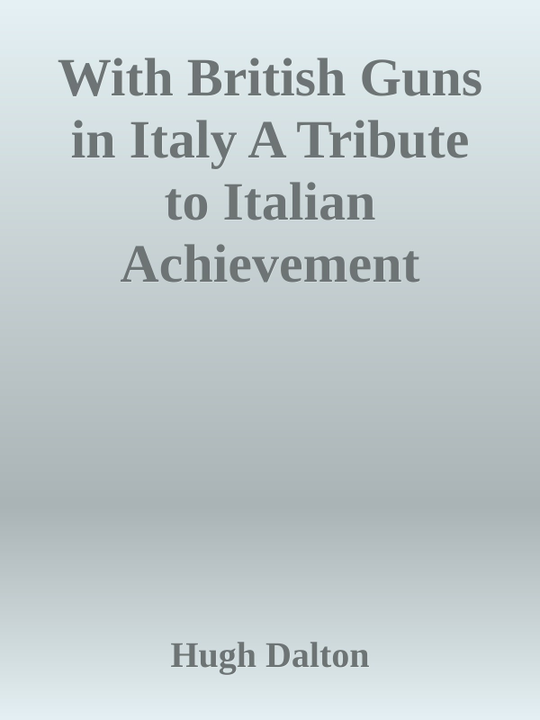 With British Guns
in Italy A Tribute
to Italian
Achievement
Hugh Dalton